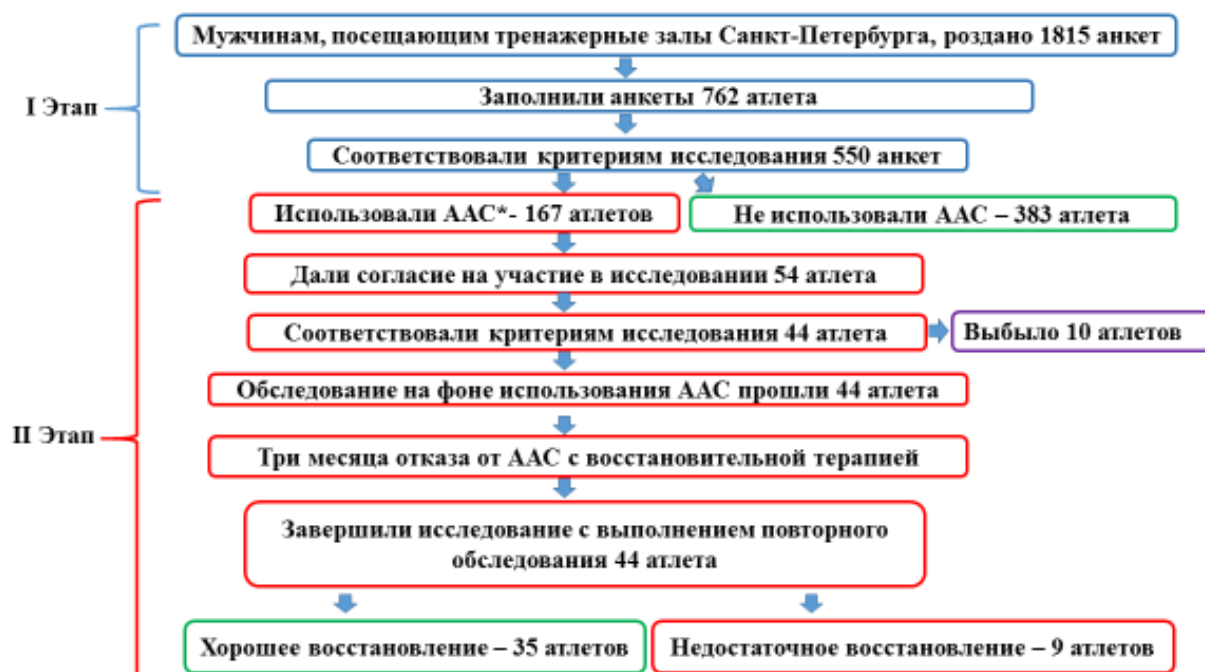 Мужчинам, посещающим тренажерные залы Санкт-Петербурга, роздано 1815 анкет
I Этап
Заполнили анкеты 762 атлета
Соответствовали критериям исследования 550 анкет
Использовали ААС*- 167 атлетов
Не использовали ААС – 383 атлета
Дали согласие на участие в исследовании 54 атлета
Соответствовали критериям исследования 44 атлета
Выбыло 10 атлетов
Обследование на фоне использования ААС прошли 44 атлета
II Этап
Три месяца отказа от ААС с восстановительной терапией
Завершили исследование с выполнением повторного
обследования 44 атлета
Хорошее восстановление – 35 атлетов
Недостаточное восстановление – 9 атлетов